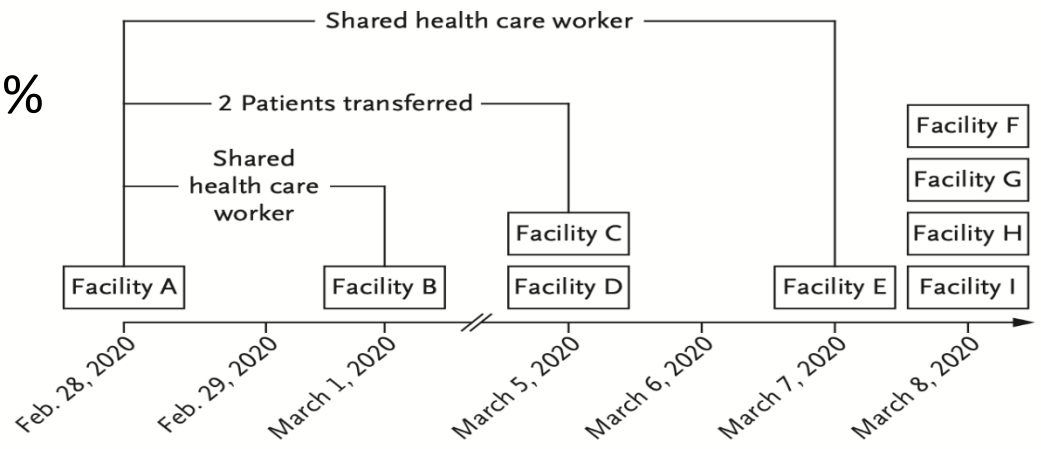 Shared health care worker
%
2 Patients transferred
Facility F
Shared
health care
worker
Facility G
Facility C
Facility H
Facility A
Facility B
Facility D
Facility E
Facility I
Feb. 28, 2020
Feb. 29, 2020
March 1, 2020
March 5, 2020
March 6, 2020
March 7, 2020
March 8, 2020